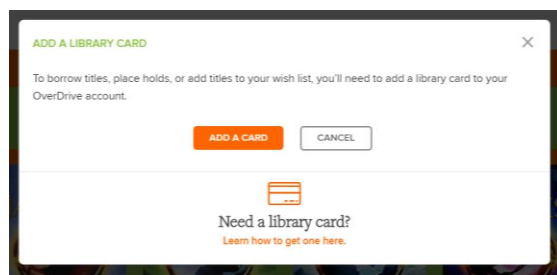 ADD A LIBRARY CARD
To borrow titles, place holds, or add titles to your wish list, you'll need to add a library card to your
OverDrive account.
ADD A CARD
CANCEL
Need a library card?
Learn how to get one here.